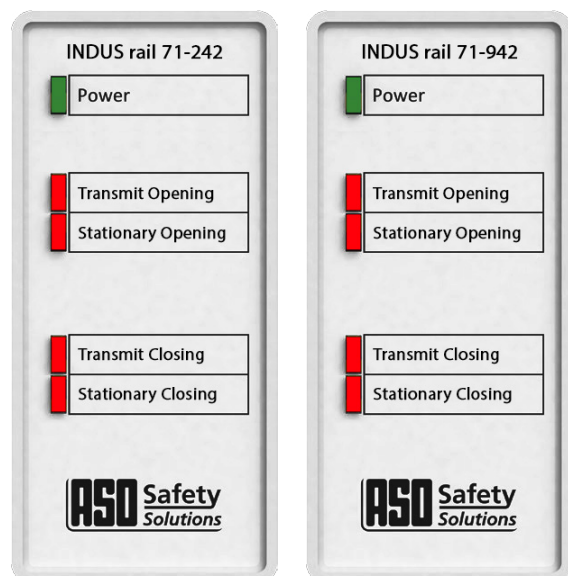 INDUS rail 71-242
Power
Transmit Opening
Stationary Opening
Transmit Closing
Stationary Closing
ASO Safety
Solutions
INDUS rail 71-942
Power
Transmit Opening
Stationary Opening
Transmit Closing
Stationary Closing
ASO Safety
Solutions